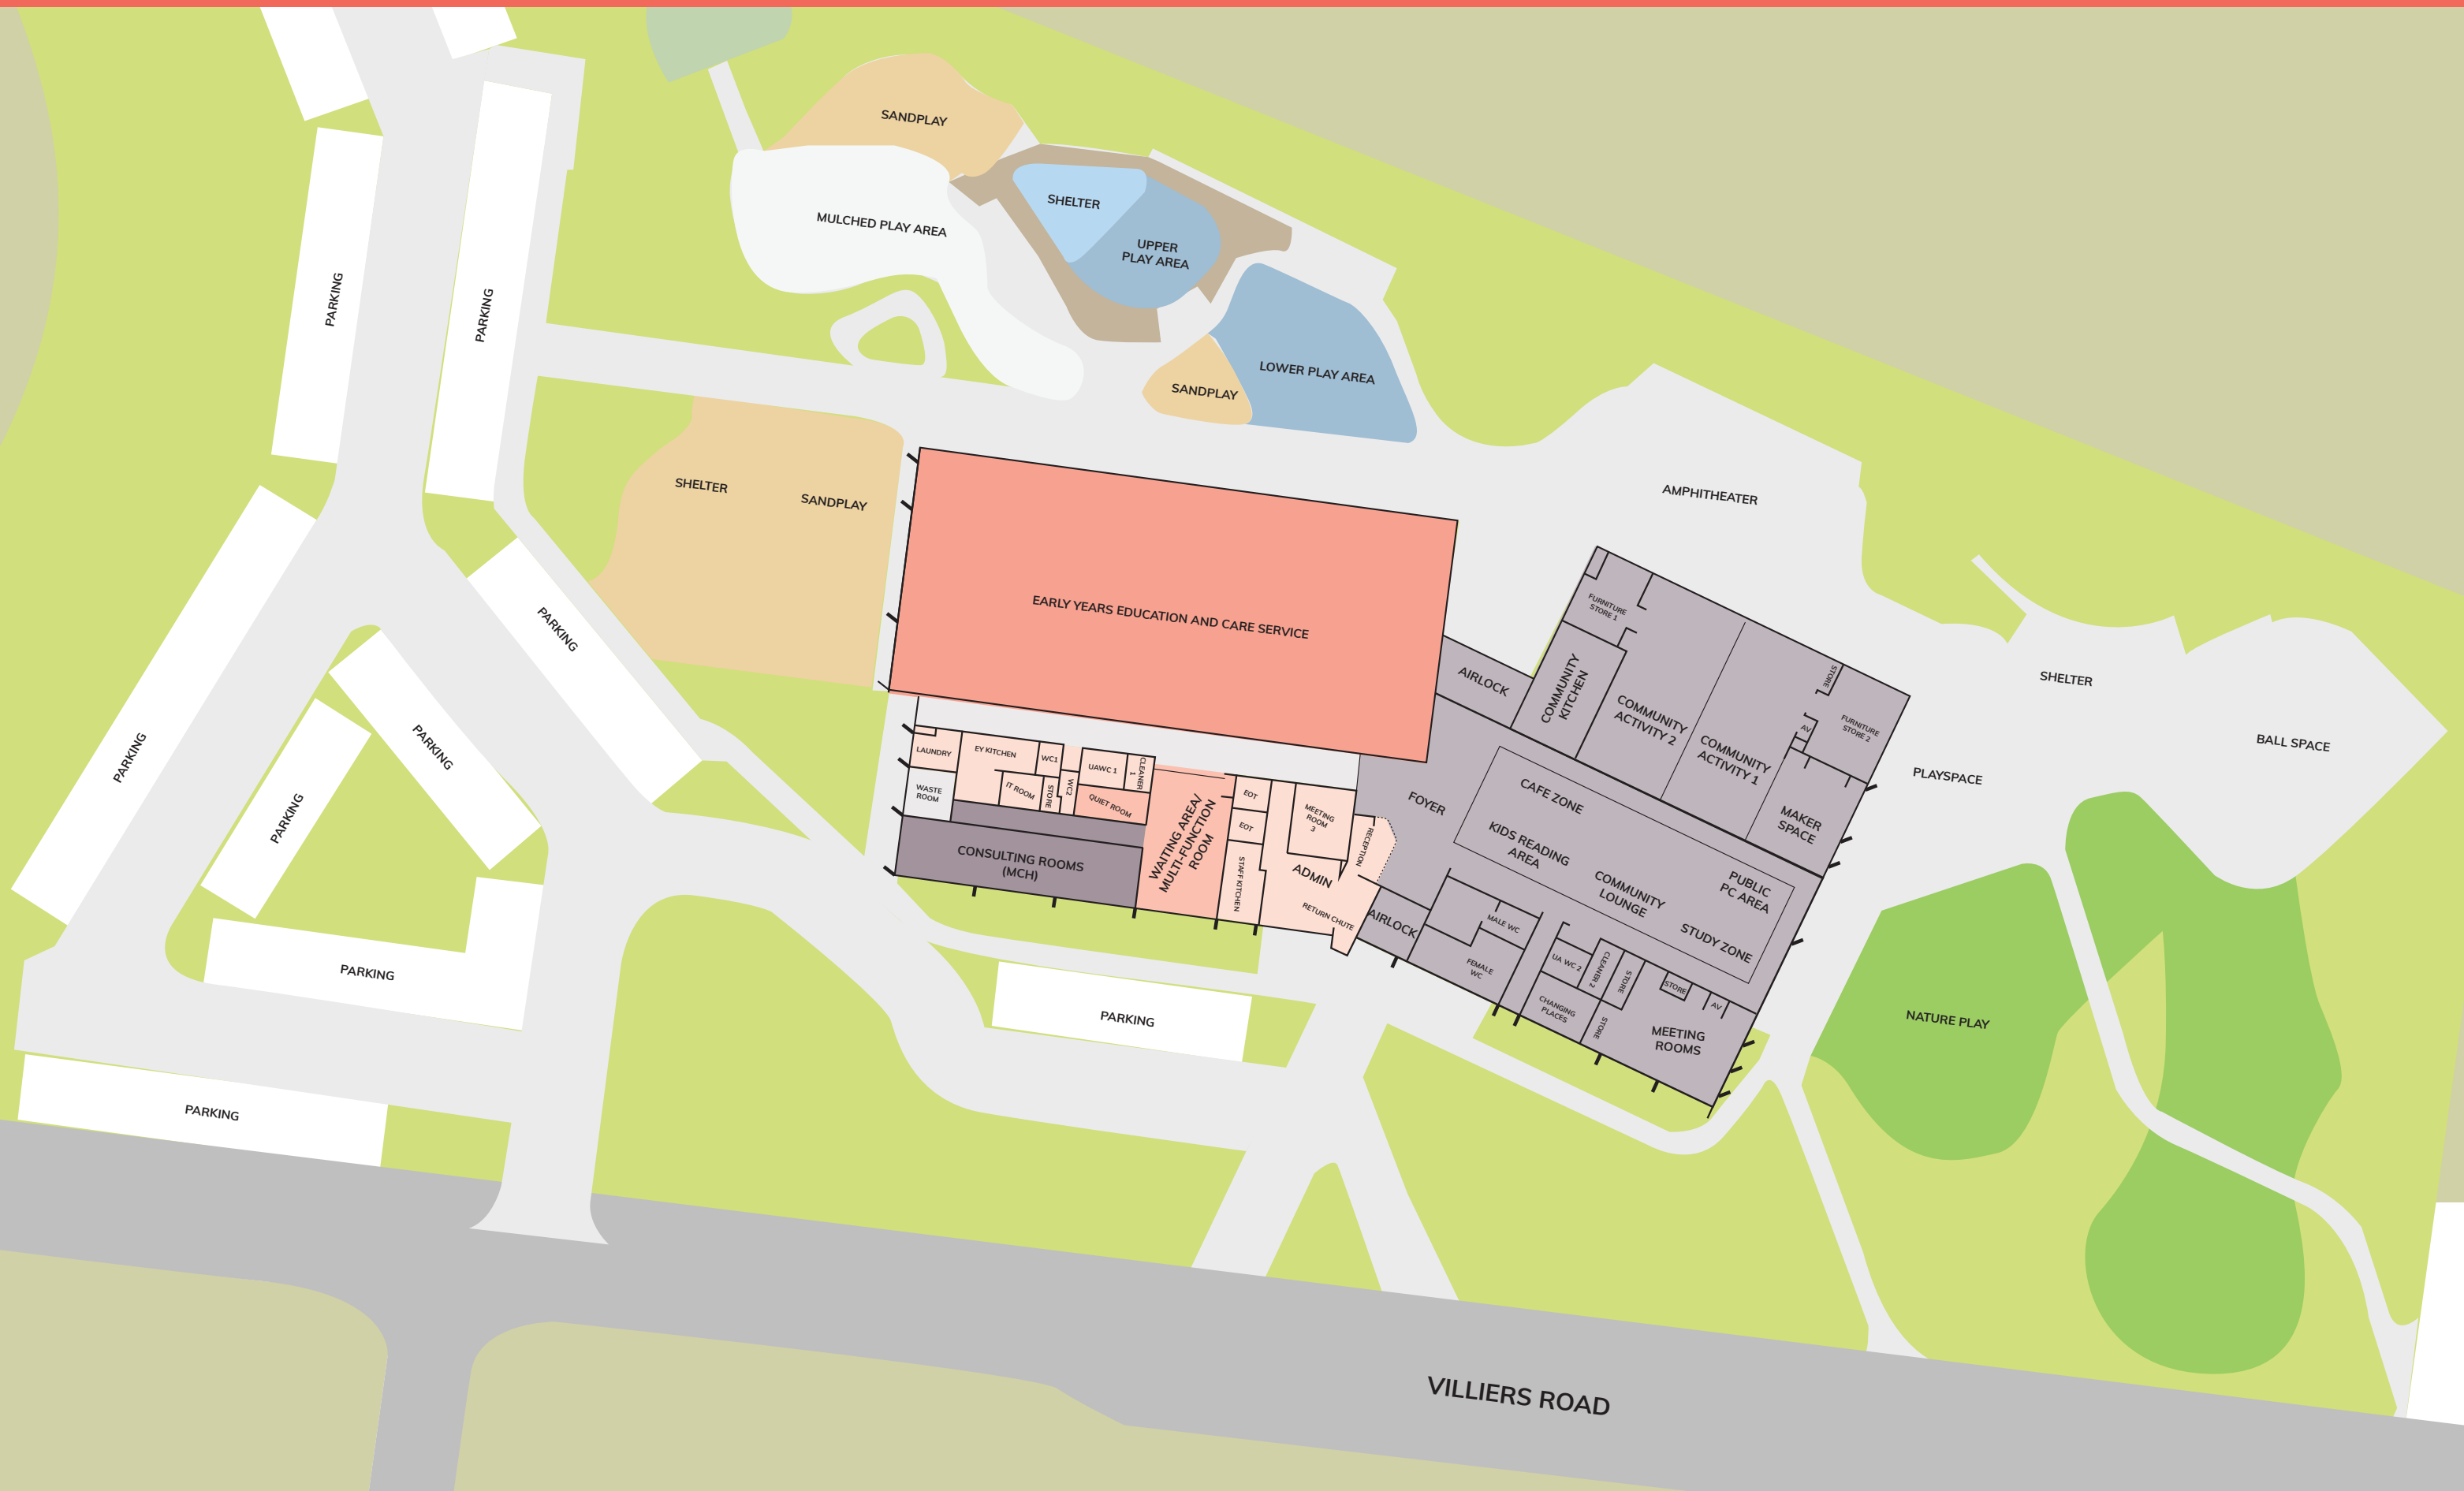 SANDPLAY
MULCHED PLAY AREA
SHELTER
UPPER
PLAY AREA
LOWER PLAY AREA
SANDPLAY
PARKING
PARKING
SHELTER
SANDPLAY
AMPHITHEATER
EARLY YEARS EDUCATION AND CARE SERVICE
PARKING
PARKING
PARKING
PARKING
PARKING
PARKING
PARKING
LAUNDRY
EY KITCHEN
WC1
UAWC 1
CLEANER
1
WASTE
ROOM
IT ROOM
STORE
WC2
QUIET ROOM
CONSULTING ROOMS
(MCH)
WAITING AREA/
MULTI-FUNCTION
ROOM
EOT
EOT
STAFF KITCHEN
MEETING
ROOM
3
RECEPTION
ADMIN
RETURN CHUTE
AIRLOCK
FURNITURE
STORE 1
COMMUNITY
KITCHEN
COMMUNITY
ACTIVITY 2
COMMUNITY
ACTIVITY 1
STORE
AV
FURNITURE
STORE 2
MAKER
SPACE
FOYER
CAFE ZONE
KIDS READING
AREA
COMMUNITY
LOUNGE
PUBLIC
PC AREA
STUDY ZONE
AIRLOCK
MALE WC
FEMALE
WC
UA WC 2
CLEANER 2
STORE
STORE
AV
CHANGING
PLACES
STORE
MEETING
ROOMS
SHELTER
BALL SPACE
PLAYSPACE
NATURE PLAY
VILLIERS ROAD